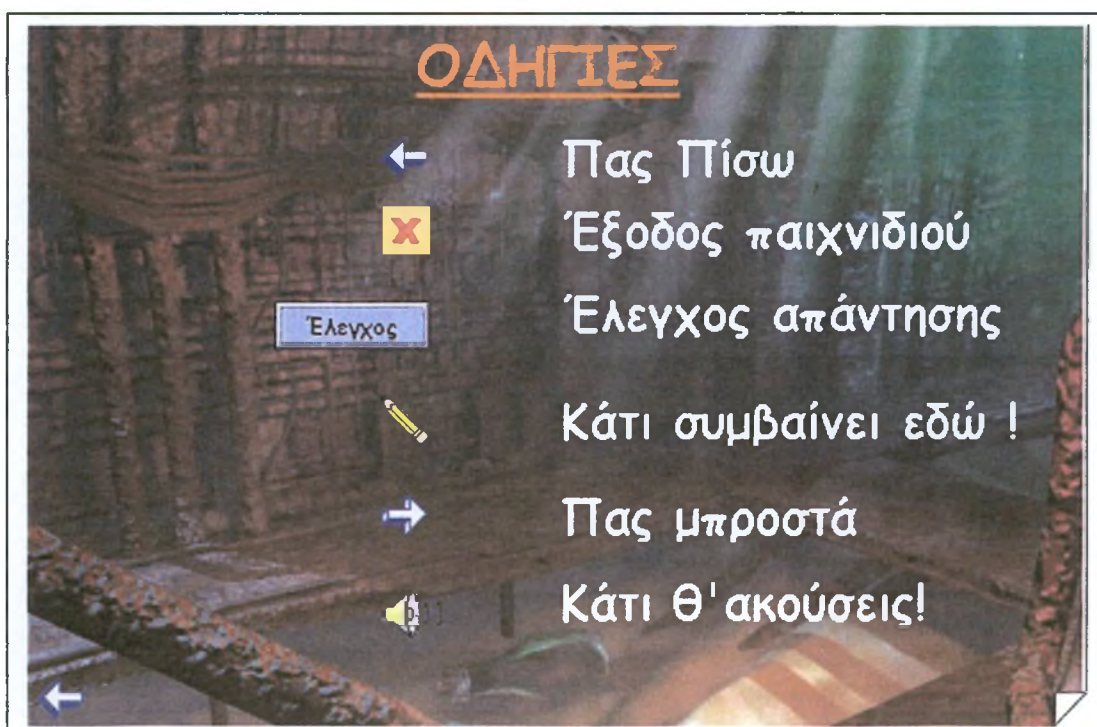 ΟΔΗΓΙΕΣ
Πας Πίσω
Έξοδος παιχνιδιού
Έλεγχος Έλεγχος απάντησης
Κάτι συμβαίνει εδώ !
Πας μπροστά
Κάτι θ'ακούσεις!